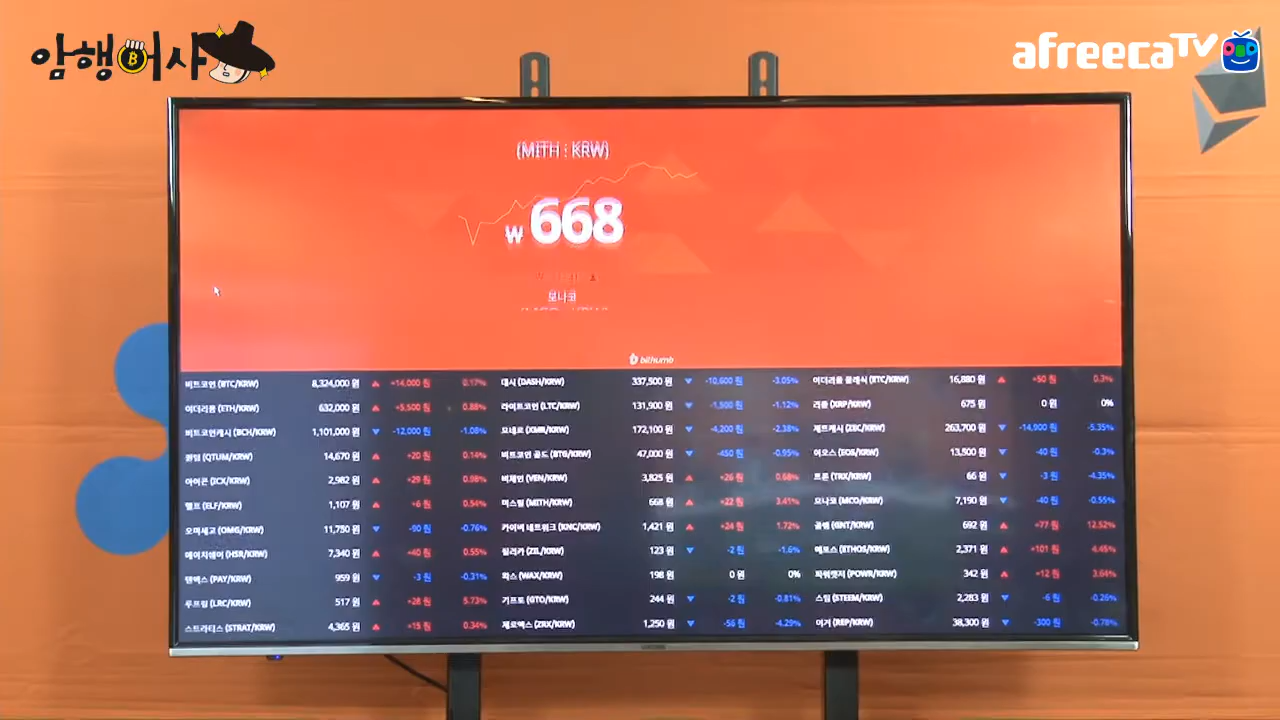 암행어사
afreecaTV
(MITH : KRW)
₩ 668
모나코
bithumb
비트코인 (BTC/KRW) 8,324,000 원 ▲ +14,000 원 0.17%
이더리움 (ETH/KRW) 632,000 원 ▲ +5,500 원 0.88%
비트코인캐시 (BCH/KRW) 1,101,000 원 ▼ -12,000 원 -1.08%
퀀텀 (QTUM/KRW) 14,670 원 ▲ +20 원 0.14%
아이콘 (ICX/KRW) 2,982 원 ▲ +29 원 0.98%
엘프 (ELF/KRW) 1,107 원 ▲ +6 원 0.54%
오미세고 (OMG/KRW) 11,750 원 ▼ -90 원 -0.76%
에이치쉐어 (HSR/KRW) 7,340 원 ▲ +40 원 0.55%
텐엑스 (PAY/KRW) 959 원 ▼ -3 원 -0.31%
루프링 (LRC/KRW) 517 원 ▲ +28 원 5.73%
스트라티스 (STRAT/KRW) 4,365 원 ▲ +15 원 0.34%
대시 (DASH/KRW) 337,500 원 ▼ -10,600 원 -3.05%
라이트코인 (LTC/KRW) 131,900 원 ▼ -1,500 원 -1.12%
모네로 (XMR/KRW) 172,100 원 ▼ -4,200 원 -2.38%
비트코인 골드 (BTG/KRW) 47,000 원 ▼ -450 원 -0.95%
비체인 (VEN/KRW) 3,825 원 ▲ +26 원 0.68%
미스릴 (MITH/KRW) 668 원 ▲ +22 원 3.41%
카이버 네트워크 (KNC/KRW) 1,421 원 ▲ +24 원 1.72%
질리카 (ZIL/KRW) 123 원 ▼ -2 원 -1.6%
왁스 (WAX/KRW) 198 원 0 원 0%
기프토 (GTO/KRW) 244 원 ▼ -2 원 -0.81%
제로엑스 (ZRX/KRW) 1,250 원 ▼ -56 원 -4.29%
이더리움 클래식 (ETC/KRW) 16,880 원 ▲ +50 원 0.3%
리플 (XRP/KRW) 675 원 0 원 0%
제트캐시 (ZEC/KRW) 263,700 원 ▼ -14,900 원 -5.35%
이오스 (EOS/KRW) 13,500 원 ▼ -40 원 -0.3%
트론 (TRX/KRW) 66 원 ▼ -3 원 -4.35%
모나코 (MCO/KRW) 7,190 원 ▼ -40 원 -0.55%
골렘 (GNT/KRW) 692 원 ▲ +77 원 12.52%
에토스 (ETHOS/KRW) 2,371 원 ▲ +101 원 4.45%
파워렛저 (POWR/KRW) 342 원 ▲ +12 원 3.64%
스팀 (STEEM/KRW) 2,283 원 ▼ -6 원 -0.26%
어거 (REP/KRW) 38,300 원 ▼ -300 원 -0.78%